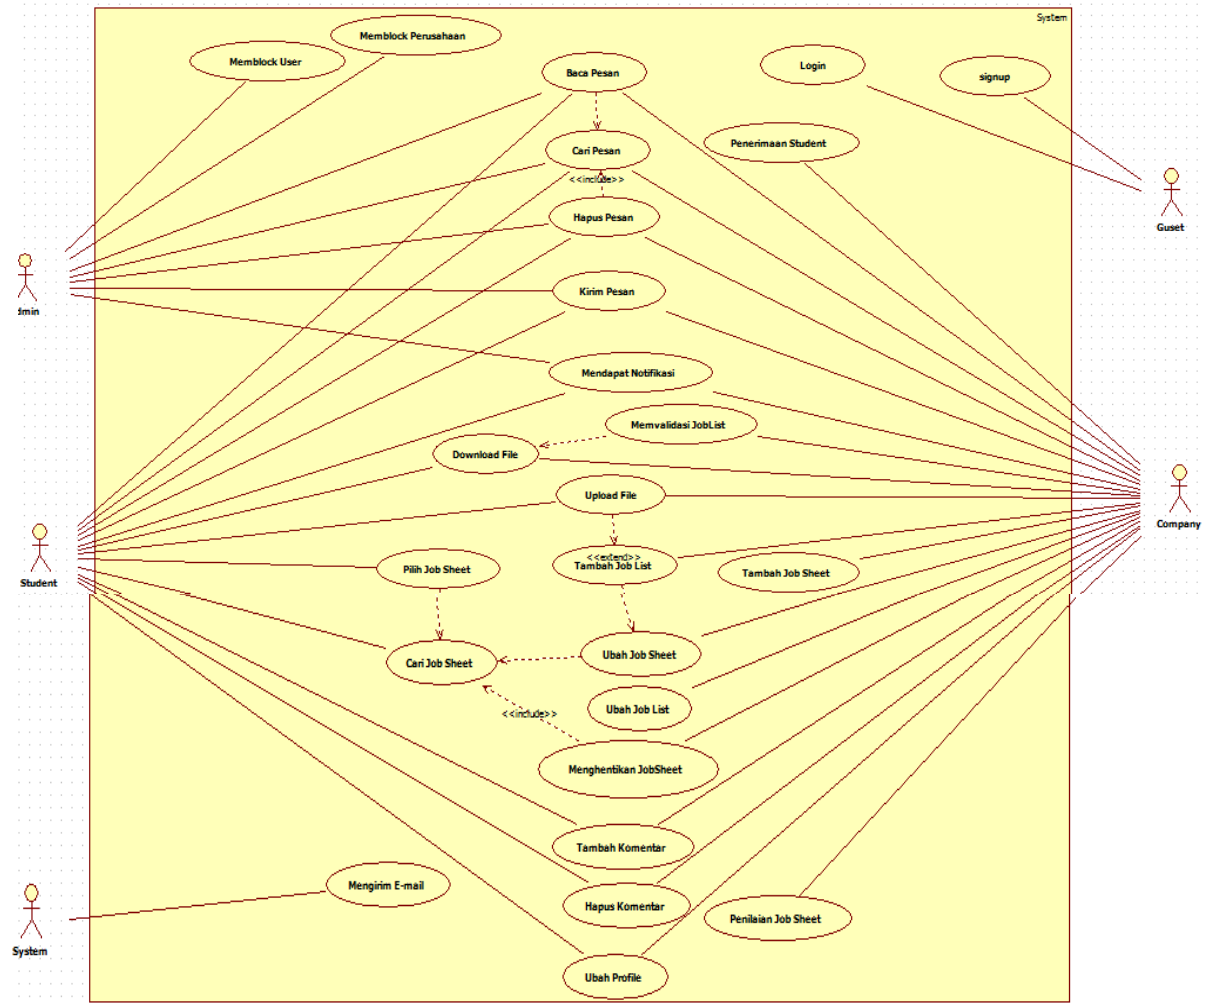 System
Memblock Perusahaan
Memblock User
Baca Pesan
Login
signup
Cari Pesan
Penerimaan Student
<<include>>
Hapus Pesan
Guset
Kirim Pesan
dmin
Mendapat Notifikasi
Memvalidasi JobList
Download File
Upload File
Company
<<extend>>
Tambah Job List
Pilih Job Sheet
Tambah Job Sheet
Student
Cari Job Sheet
Ubah Job Sheet
Ubah Job List
<<include>>
Menghentikan JobSheet
Tambah Komentar
Mengirim E-mail
Hapus Komentar
Penilaian Job Sheet
System
Ubah Profile